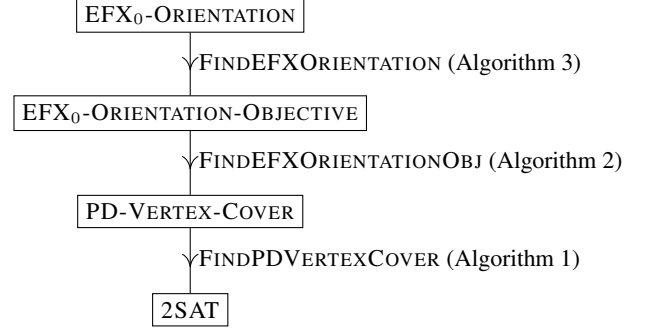 EFX₀-ORIENTATION
FINDEFXORIENTATION (Algorithm 3)
EFX₀-ORIENTATION-OBJECTIVE
FINDEFXORIENTATIONOBJ (Algorithm 2)
PD-VERTEX-COVER
FINDPDVERTEXCOVER (Algorithm 1)
2SAT